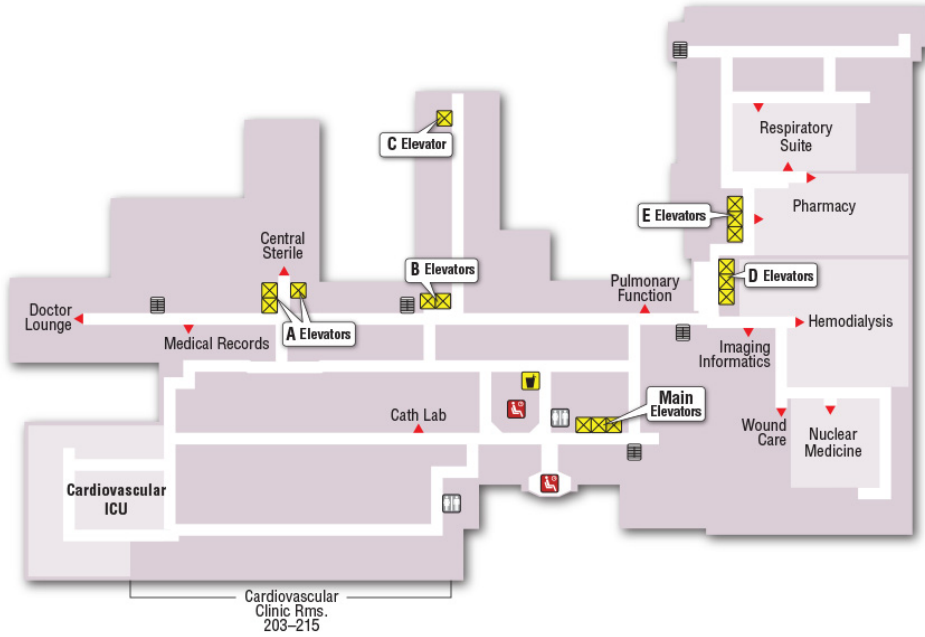 Respiratory
Suite
C Elevator
Pharmacy
E Elevators
Central
Sterile
B Elevators
D Elevators
Pulmonary
Function
Doctor
Lounge
A Elevators
Medical Records
Hemodialysis
Imaging
Informatics
Main
Elevators
Cath Lab
Wound
Care
Nuclear
Medicine
Cardiovascular
ICU
Cardiovascular
Clinic Rms.
203–215